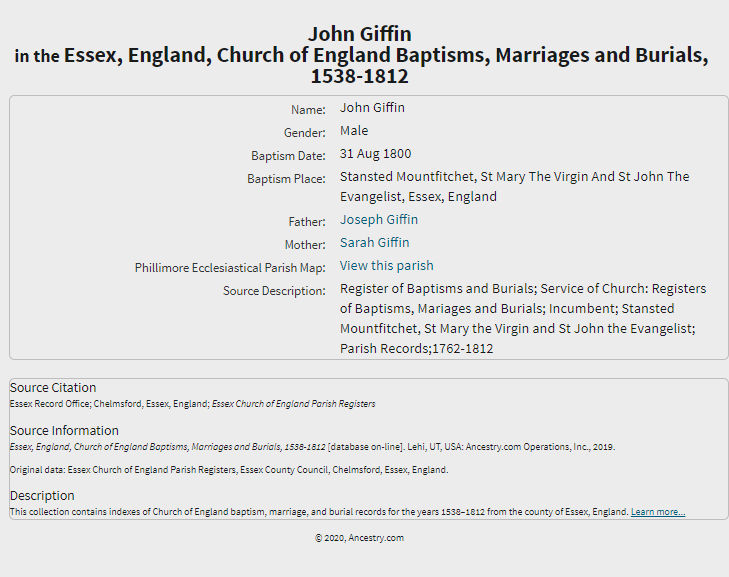 John Giffin
in the Essex, England, Church of England Baptisms, Marriages and Burials,
1538-1812
Name: John Giffin
Gender: Male
Baptism Date: 31 Aug 1800
Baptism Place: Stansted Mountfitchet, St Mary The Virgin And St John The
Evangelist, Essex, England
Father: Joseph Giffin
Mother: Sarah Giffin
Phillimore Ecclesiastical Parish Map: View this parish
Source Description: Register of Baptisms and Burials; Service of Church: Registers
of Baptisms, Mariages and Burials; Incumbent; Stansted
Mountfitchet, St Mary the Virgin and St John the Evangelist;
Parish Records;1762-1812
Source Citation
Essex Record Office; Chelmsford, Essex, England; Essex Church of England Parish Registers
Source Information
Essex, England, Church of England Baptisms, Marriages and Burials, 1538-1812 [database on-line]. Lehi, UT, USA: Ancestry.com Operations, Inc., 2019.
Original data: Essex Church of England Parish Registers, Essex County Council, Chelmsford, Essex, England.
Description
This collection contains indexes of Church of England baptism, marriage, and burial records for the years 1538–1812 from the county of Essex, England. Learn more...
© 2020, Ancestry.com